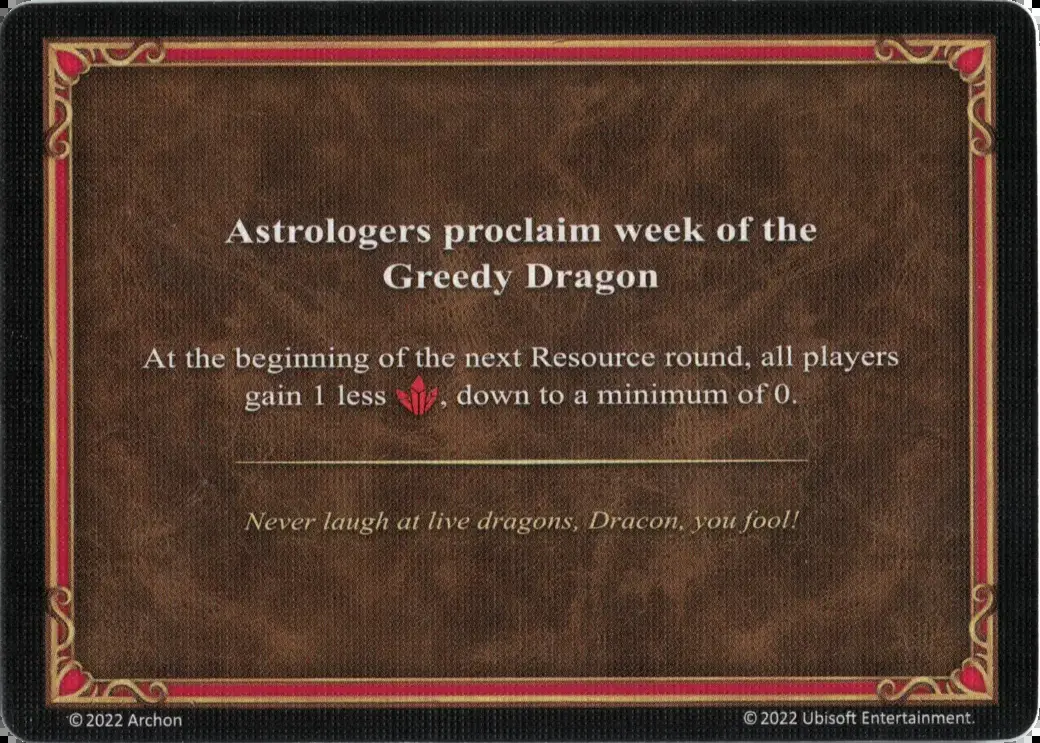 Astrologers proclaim week of the
Greedy Dragon
At the beginning of the next Resource round, all players
gain 1 less , down to a minimum of 0.
Never laugh at live dragons, Dracon, you fool!
© 2022 Archon
© 2022 Ubisoft Entertainment.